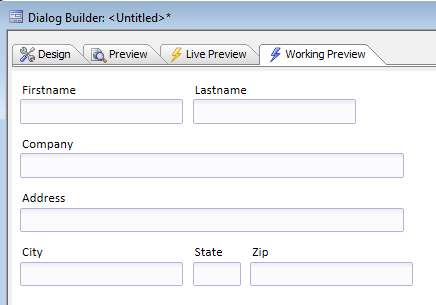 Dialog Builder: <Untitled>*
Design Preview Live Preview Working Preview
Firstname Lastname
Company
Address
City State Zip